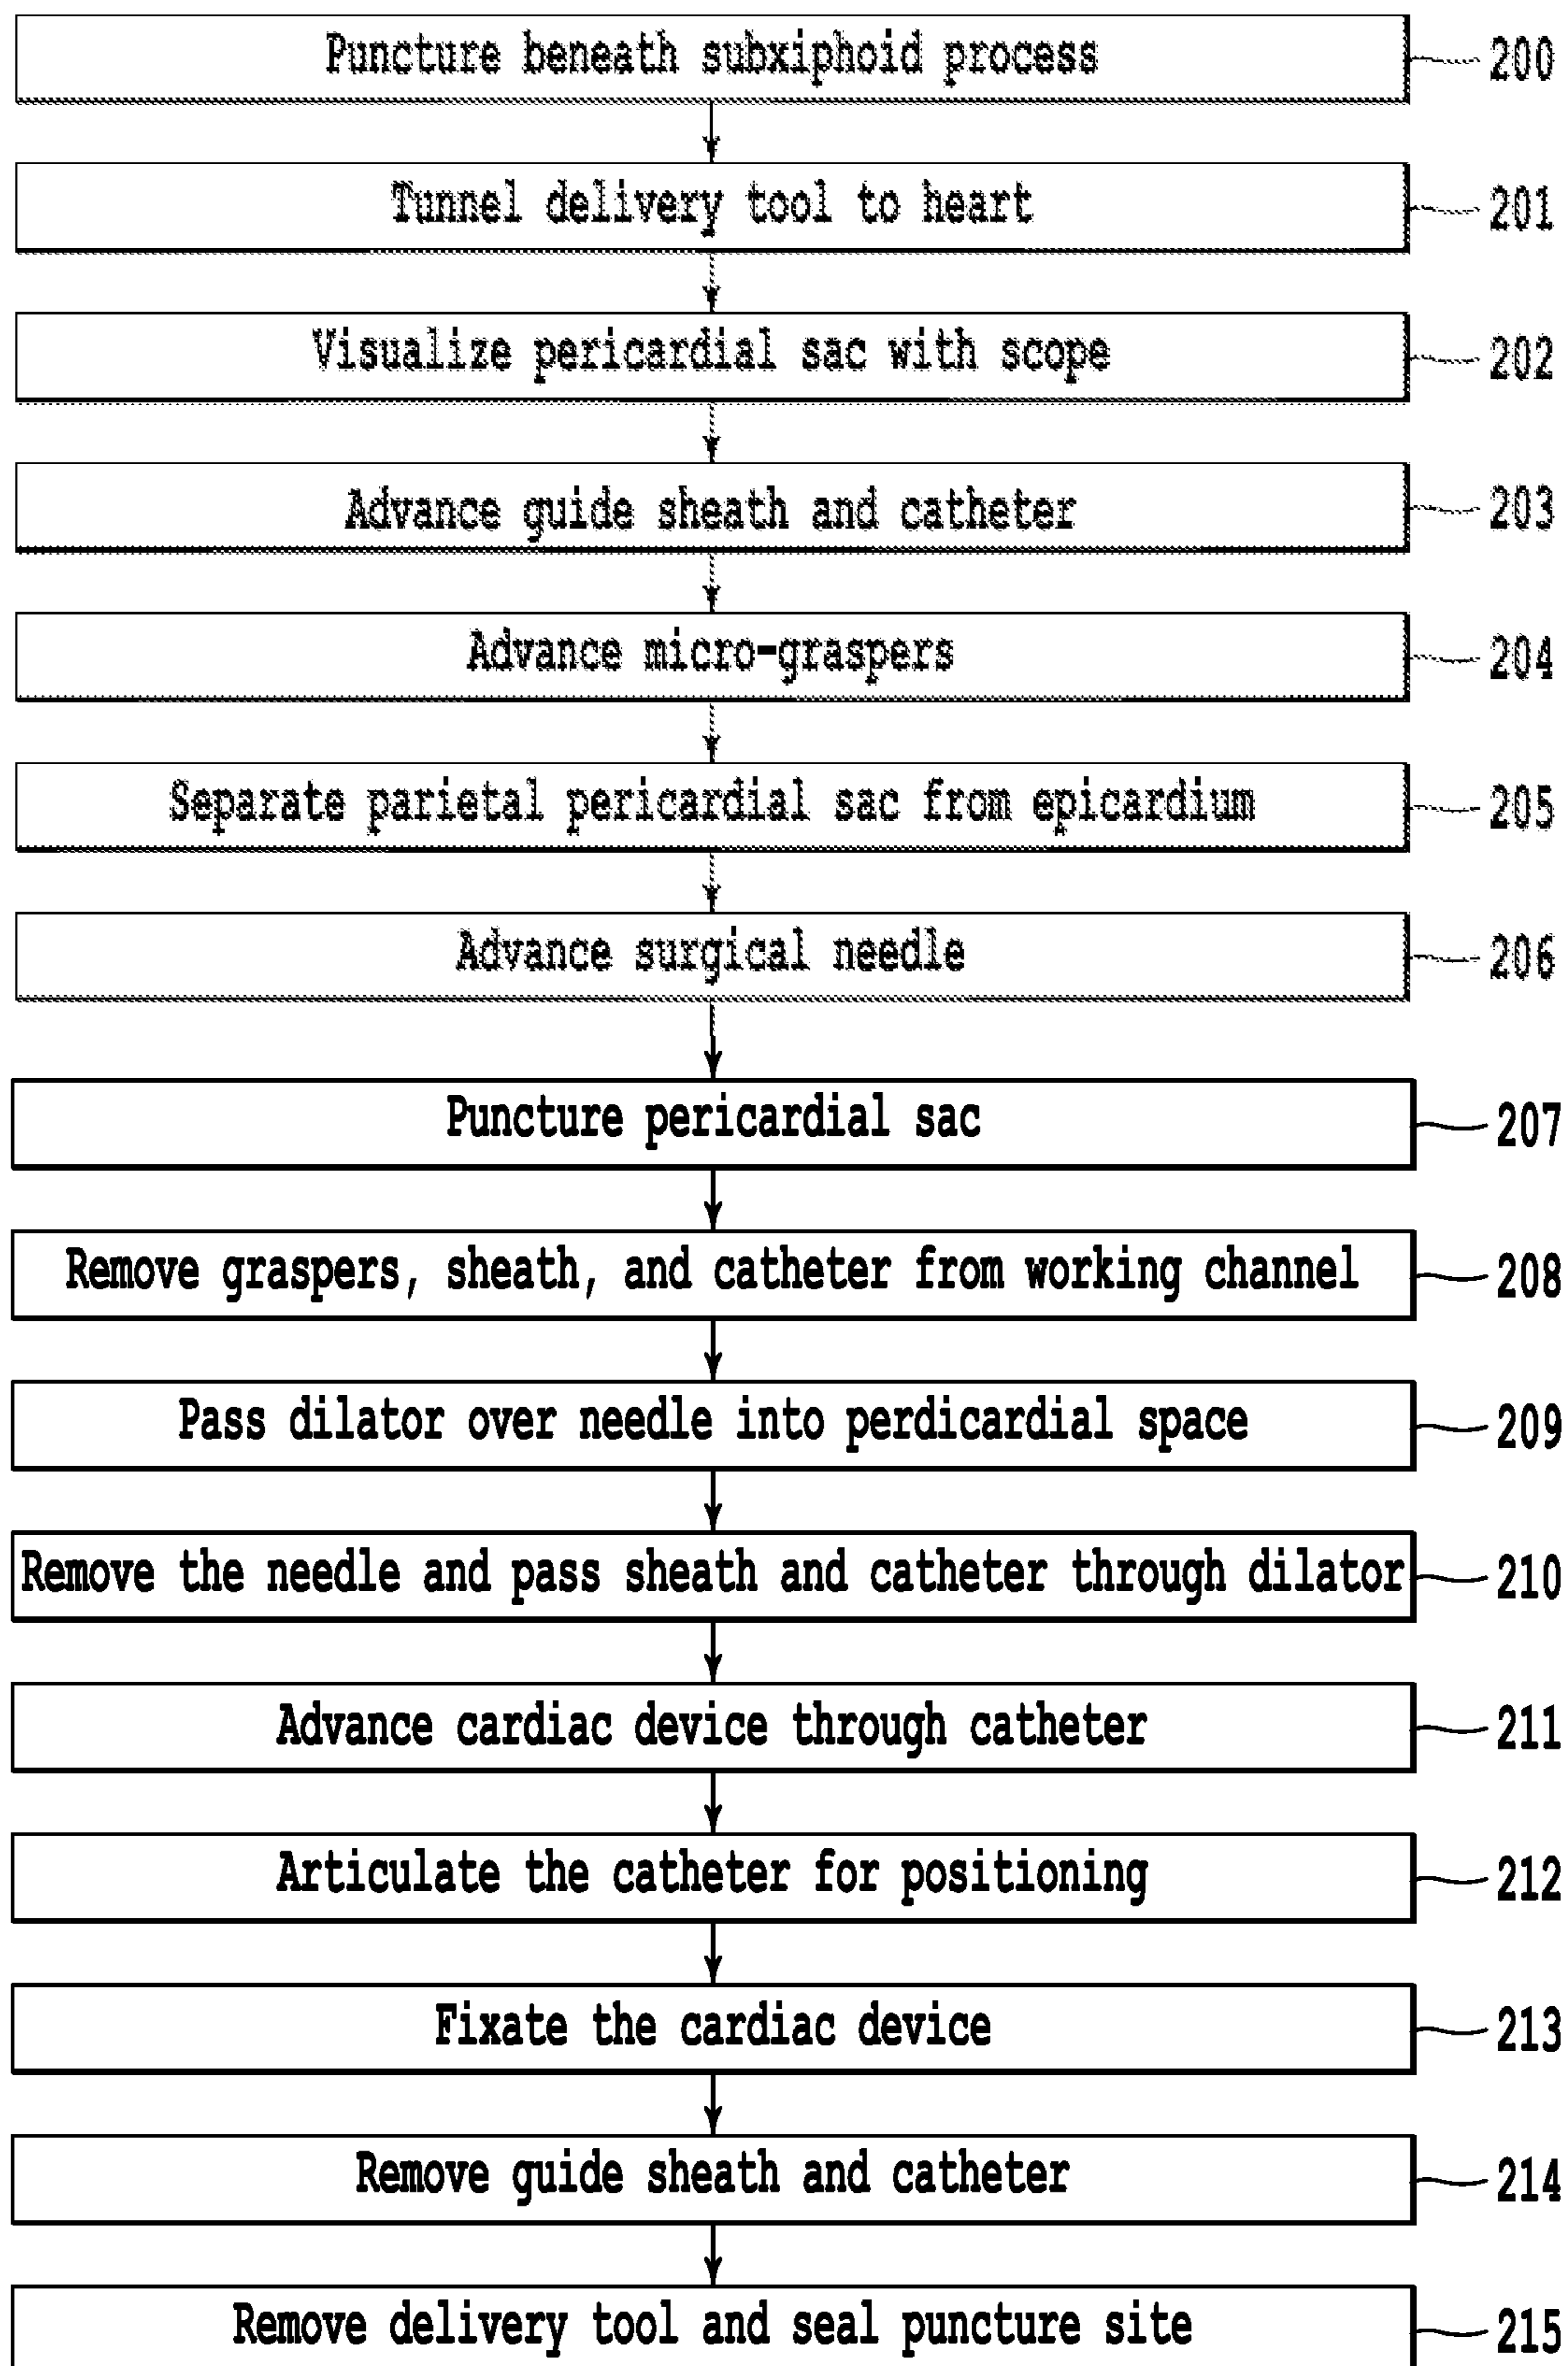 Puncture beneath subxiphoid process 200
Tunnel delivery tool to heart 201
Visualize pericardial sac with scope 202
Advance guide sheath and catheter 203
Advance micro-graspers 204
Separate parietal pericardial sac from epicardium 205
Advance surgical needle 206
Puncture pericardial sac 207
Remove graspers, sheath, and catheter from working channel 208
Pass dilator over needle into perdicardial space 209
Remove the needle and pass sheath and catheter through dilator 210
Advance cardiac device through catheter 211
Articulate the catheter for positioning 212
Fixate the cardiac device 213
Remove guide sheath and catheter 214
Remove delivery tool and seal puncture site 215